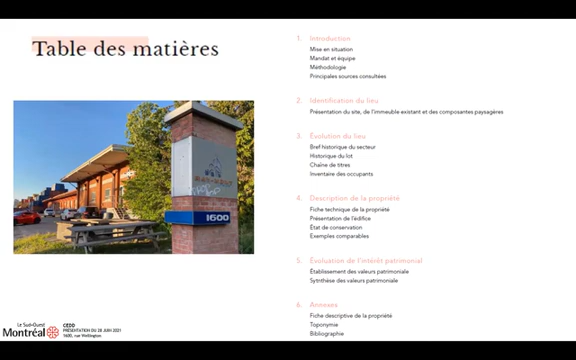 Table des matières
1600
1. Introduction
Mise en situation
Mandat et équipe
Méthodologie
Principales sources consultées
2. Identification du lieu
Présentation du site, de l'immeuble existant et des composantes paysagères
3. Évolution du lieu
Bref historique du secteur
Historique du lot
Chaîne de titres
Inventaire des occupants
4. Description de la propriété
Fiche technique de la propriété
Présentation de l'édifice
État de conservation
Exemples comparables
5. Évaluation de l'intérêt patrimonial
Établissement des valeurs patrimoniales
Sytnthèse des valeurs patrimoniales
6. Annexes
Fiche descriptive de la propriété
Toponymie
Bibliographie
Le Sud-Ouest
Montréal
CEDD
PRÉSENTATION DU 28 JUIN 2021
1600, rue Wellington